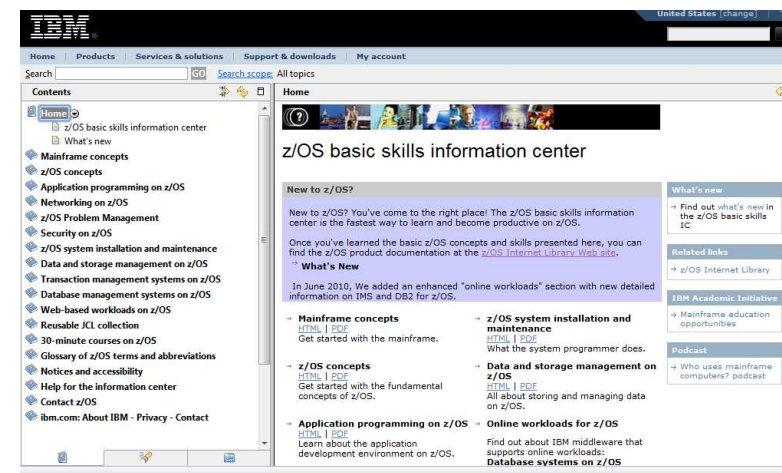 United States [change]
IBM
Home Products Services & solutions Support & downloads My account
Search GO Search scope: All topics
Contents
Home
z/OS basic skills information center
What's new
Mainframe concepts
z/OS concepts
Application programming on z/OS
Networking on z/OS
z/OS Problem Management
Security on z/OS
z/OS system installation and maintenance
Data and storage management on z/OS
Transaction management systems on z/OS
Database management systems on z/OS
Web-based workloads on z/OS
Reusable JCL collection
30-minute courses on z/OS
Glossary of z/OS terms and abbreviations
Notices and accessibility
Help for the information center
Contact z/OS
ibm.com: About IBM - Privacy - Contact
Home
z/OS basic skills information center
New to z/OS?
New to z/OS? You've come to the right place! The z/OS basic skills information
center is the fastest way to learn and become productive on z/OS.
Once you've learned the basic z/OS concepts and skills presented here, you can
find the z/OS product documentation at the z/OS Internet Library Web site.
What's New
In June 2010, We added an enhanced "online workloads" section with new detailed
information on IMS and DB2 for z/OS.
Mainframe concepts
HTML | PDF
Get started with the mainframe.
z/OS concepts
HTML | PDF
Get started with the fundamental
concepts of z/OS.
Application programming on z/OS
HTML | PDF
Learn about the application
development environment on z/OS.
z/OS system installation and
maintenance
HTML | PDF
What the system programmer does.
Data and storage management on
z/OS
HTML | PDF
All about storing and managing data
on z/OS.
Online workloads for z/OS
Find out about IBM middleware that
supports online workloads:
Database systems on z/OS
What's new
Find out what's new in
the z/OS basic skills
IC
Related links
z/OS Internet Library
IBM Academic Initiative
Mainframe education
opportunities
Podcast
Who uses mainframe
computers? podcast